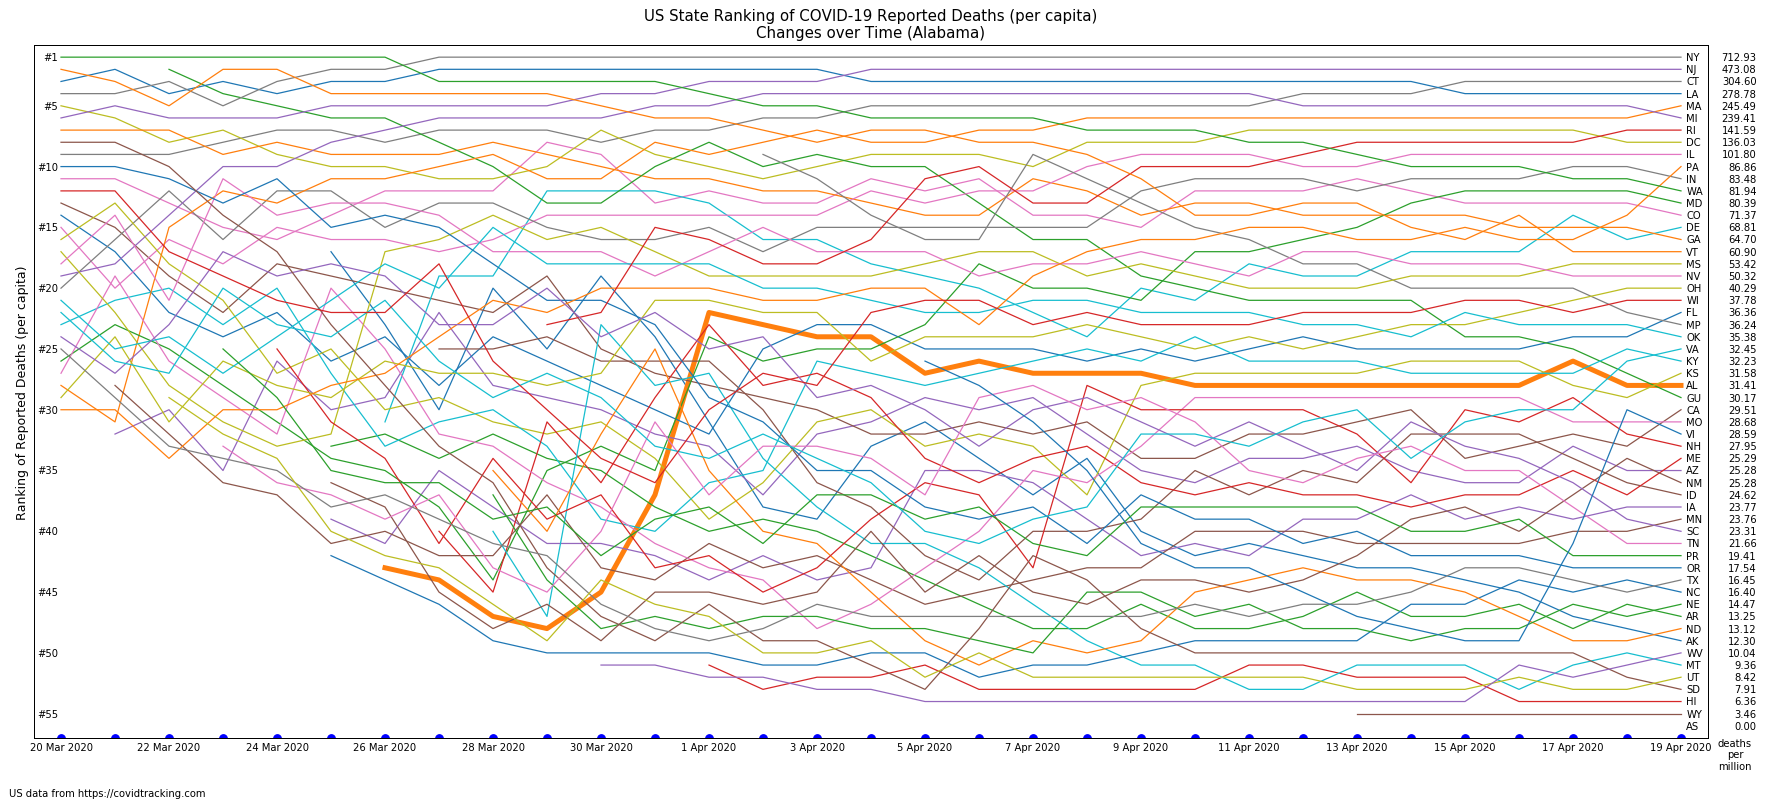 US State Ranking of COVID-19 Reported Deaths (per capita)
Changes over Time (Alabama)
Ranking of Reported Deaths (per capita)
#1
#5
#10
#15
#20
#25
#30
#35
#40
#45
#50
#55
NY 712.93
NJ 473.08
CT 304.60
LA 278.78
MA 245.49
MI 239.41
RI 141.59
DC 136.03
IL 101.80
PA 86.86
IN 83.48
WA 81.94
MD 80.39
CO 71.37
DE 68.81
GA 64.70
VT 60.90
MS 53.42
NV 50.32
OH 40.29
WI 37.78
FL 36.36
MP 36.24
OK 35.38
VA 32.45
KY 32.23
KS 31.58
AL 31.41
GU 30.17
CA 29.51
MO 28.68
VI 28.59
NH 27.95
ME 25.29
AZ 25.28
NM 25.28
ID 24.62
IA 23.77
MN 23.76
SC 23.31
TN 21.66
PR 19.41
OR 17.54
TX 16.45
NC 16.40
NE 14.47
AR 13.25
ND 13.12
AK 12.30
WV 10.04
MT 9.36
UT 8.42
SD 7.91
HI 6.36
WY 3.46
AS 0.00
20 Mar 2020 22 Mar 2020 24 Mar 2020 26 Mar 2020 28 Mar 2020 30 Mar 2020 1 Apr 2020 3 Apr 2020 5 Apr 2020 7 Apr 2020 9 Apr 2020 11 Apr 2020 13 Apr 2020 15 Apr 2020 17 Apr 2020 19 Apr 2020
deaths
per
million
US data from https://covidtracking.com